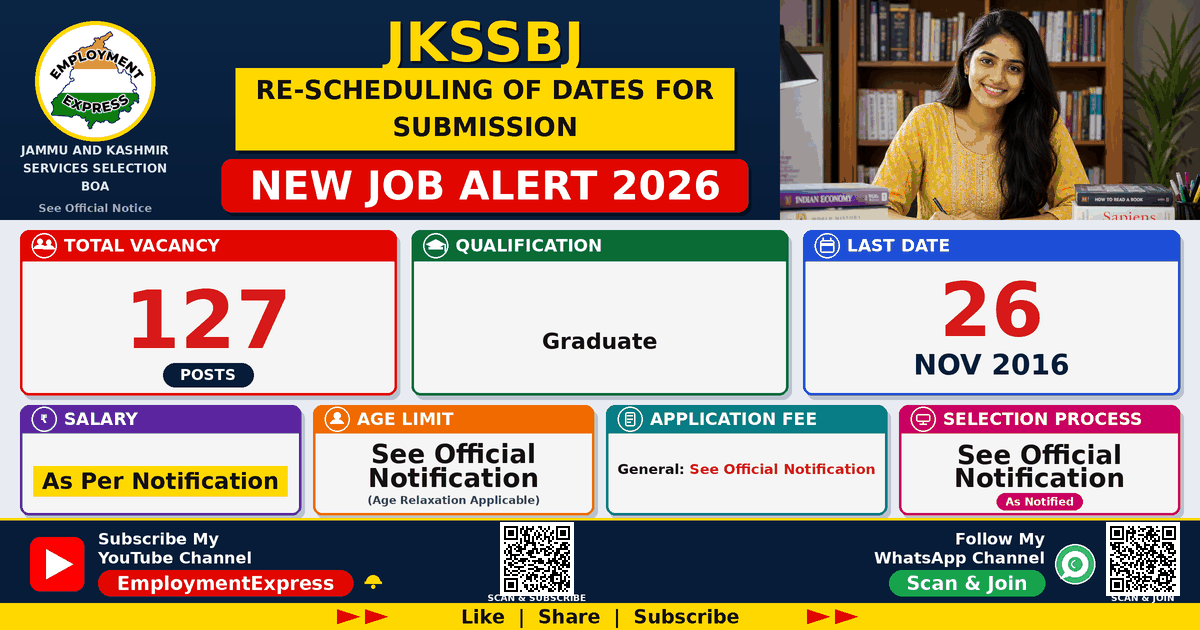 EMPLOYMENT
EXPRESS
JAMMU AND KASHMIR
SERVICES SELECTION
BOA
See Official Notice
JKSSBJ
RE-SCHEDULING OF DATES FOR
SUBMISSION
NEW JOB ALERT 2026
INDIAN ECONOMY
WORLD HISTORY
HOW TO READ A BOOK
Sapiens
TOTAL VACANCY
127
POSTS
QUALIFICATION
Graduate
LAST DATE
26
NOV 2016
SALARY
As Per Notification
AGE LIMIT
See Official
Notification
(Age Relaxation Applicable)
APPLICATION FEE
General: See Official Notification
SELECTION PROCESS
See Official
Notification
As Notified
Subscribe My
YouTube Channel
EmploymentExpress
SCAN & SUBSCRIBE
Follow My
WhatsApp Channel
Scan & Join
SCAN & JOIN
Like | Share | Subscribe